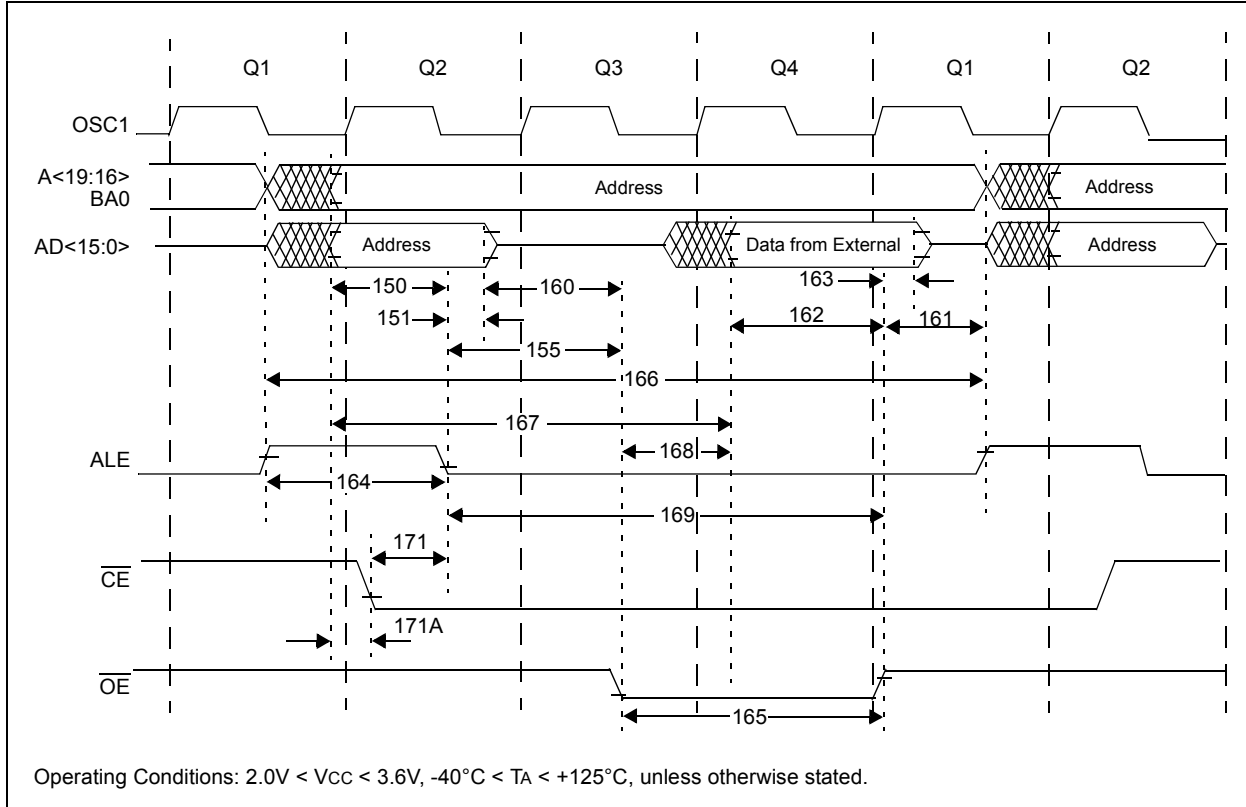 Q1 Q2 Q3 Q4 Q1 Q2
OSC1
A<19:16>
BA0
Address
Address
AD<15:0>
Address
Data from External
Address
150
160
163
151
162
161
155
166
167
ALE
168
164
169
171
CE
171A
OE
165
Operating Conditions: 2.0V < VCC < 3.6V, -40°C < TA < +125°C, unless otherwise stated.